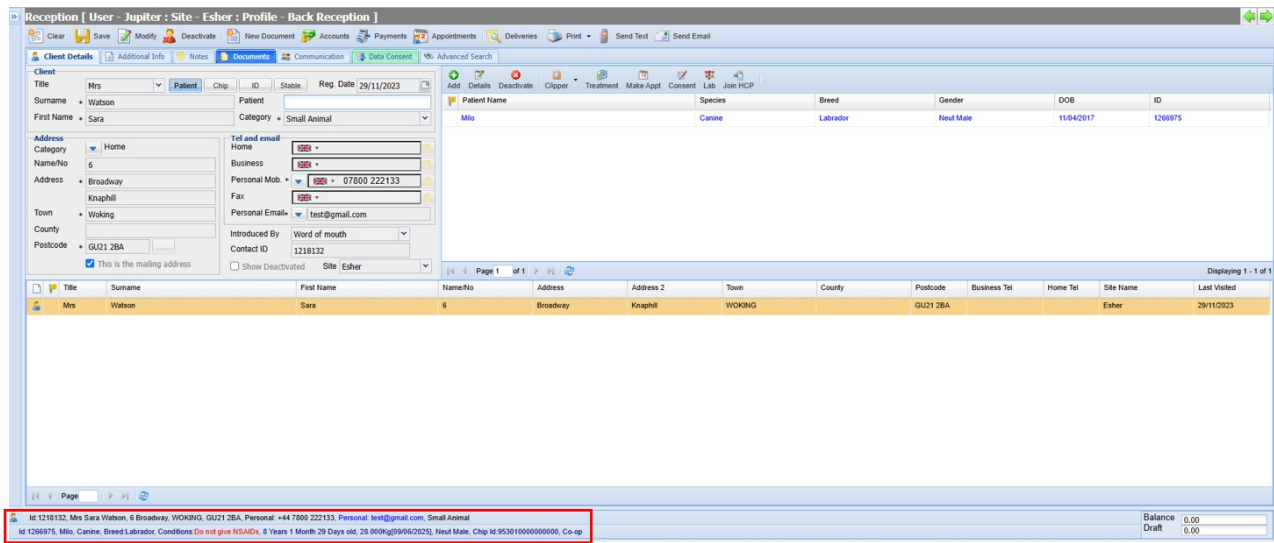 Reception [ User - Jupiter : Site - Esher : Profile - Back Reception ]
Clear Save Modify Deactivate New Document Accounts Payments Appointments Deliveries Print Send Text Send Email
Client Details Additional Info Notes Documents Communication Data Consent Advanced Search
Client
Title Mrs Patient Chip ID Stable Reg. Date 29/11/2023
Surname + Watson Patient
First Name + Sara Category + Small Animal
Address
Category Home
Name/No 6
Address + Broadway
Knaphill
Town + Woking
County
Postcode + GU21 2BA ........
This is the mailing address
Tel and email
Home
Business
Personal Mob. + 07800 222133
Fax
Personal Email+ test@gmail.com
Introduced By Word of mouth
Contact ID 1218132
Show Deactivated Site Esher
Add Details Deactivate Clipper Treatment Make Appt Consent Lab Join HCP
Patient Name Species Breed Gender DOB ID
Milo Canine Labrador Neut Male 11/04/2017 1266975
Page 1 of 1 Displaying 1 - 1 of 1
Title Surname First Name Name/No Address Address 2 Town County Postcode Business Tel Home Tel Site Name Last Visited
Mrs Watson Sara 6 Broadway Knaphill WOKING GU21 2BA Esher 29/11/2023
Page
Id:1218132, Mrs Sara Watson, 6 Broadway, WOKING, GU21 2BA, Personal: +44 7800 222133, Personal: test@gmail.com, Small Animal
Id:1266975, Milo, Canine, Breed:Labrador, Conditions:Do not give NSAIDs, 8 Years 1 Month 29 Days old, 28.000Kg[09/06/2025], Neut Male, Chip Id:953010000000000, Co-op
Balance 0.00
Draft 0.00